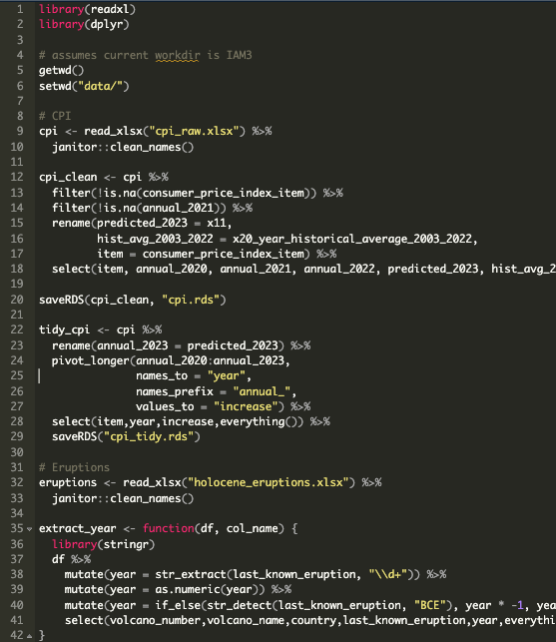 1 library(readxl)
2 library(dplyr)
3
4 # assumes current workdir is IAM3
5 getwd()
6 setwd("data/")
7
8 # CPI
9 cpi <- read_xlsx("cpi_raw.xlsx") %>%
10 janitor::clean_names()
11
12 cpi_clean <- cpi %>%
13 filter(!is.na(consumer_price_index_item)) %>%
14 filter(!is.na(annual_2021)) %>%
15 rename(predicted_2023 = x11,
16 hist_avg_2003_2022 = x20_year_historical_average_2003_2022,
17 item = consumer_price_index_item) %>%
18 select(item, annual_2020, annual_2021, annual_2022, predicted_2023, hist_avg_2
19
20 saveRDS(cpi_clean, "cpi.rds")
21
22 tidy_cpi <- cpi %>%
23 rename(annual_2023 = predicted_2023) %>%
24 pivot_longer(annual_2020:annual_2023,
25 names_to = "year",
26 names_prefix = "annual_",
27 values_to = "increase") %>%
28 select(item,year,increase,everything()) %>%
29 saveRDS("cpi_tidy.rds")
30
31 # Eruptions
32 eruptions <- read_xlsx("holocene_eruptions.xlsx") %>%
33 janitor::clean_names()
34
35 extract_year <- function(df, col_name) {
36 library(stringr)
37 df %>%
38 mutate(year = str_extract(last_known_eruption, "\\d+")) %>%
39 mutate(year = as.numeric(year)) %>%
40 mutate(year = if_else(str_detect(last_known_eruption, "BCE"), year * -1, yea
41 select(volcano_number,volcano_name,country,last_known_eruption,year,everythi
42 }